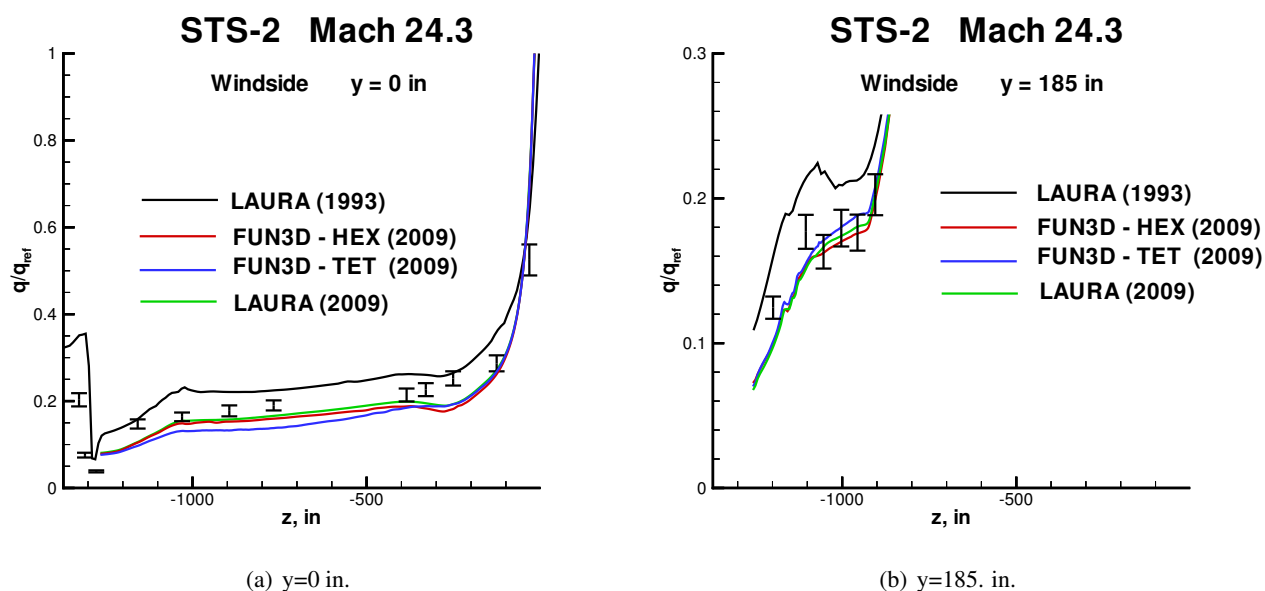 STS-2 Mach 24.3
Windside y = 0 in
1
0.8
0.6
0.4
0.2
0
q/qref
LAURA (1993)
FUN3D - HEX (2009)
FUN3D - TET (2009)
LAURA (2009)
-1000 -500
z, in
(a) y=0 in.
STS-2 Mach 24.3
Windside y = 185 in
0.3
0.2
0.1
0
q/qref
LAURA (1993)
FUN3D - HEX (2009)
FUN3D - TET (2009)
LAURA (2009)
-1000 -500
z, in
(b) y=185. in.